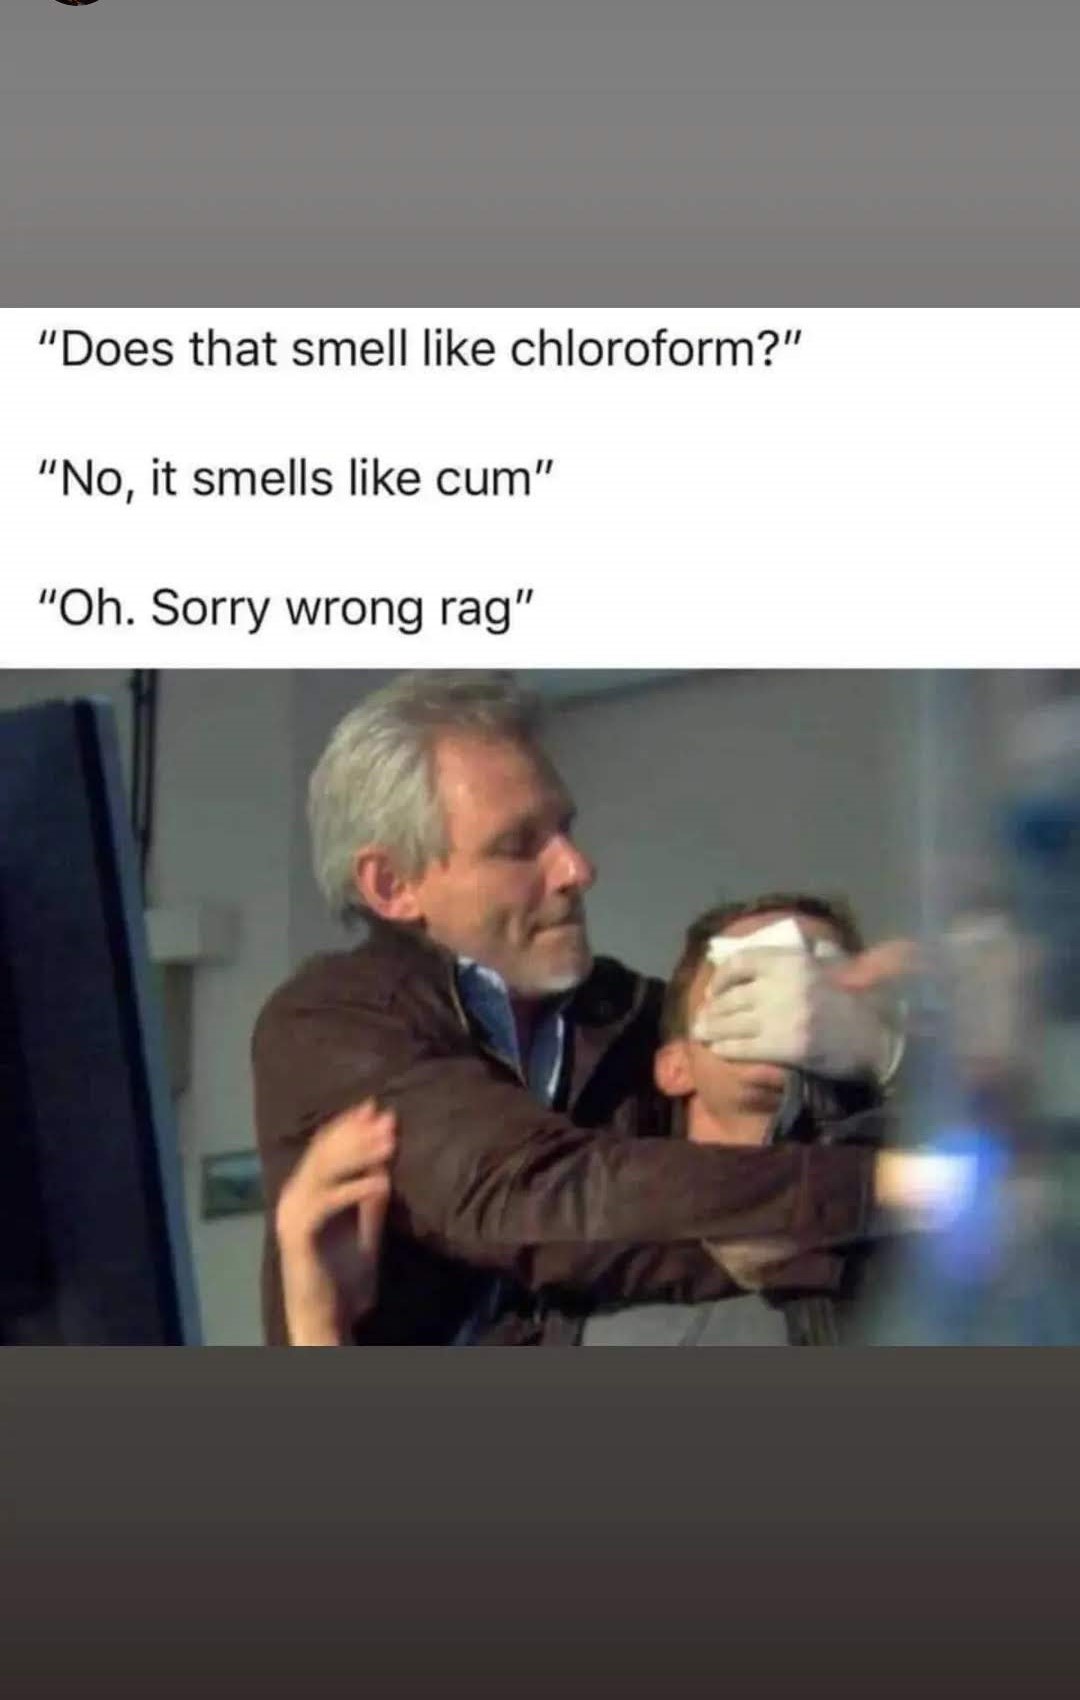 "Does that smell like chloroform?"
"No, it smells like cum"
"Oh. Sorry wrong rag"